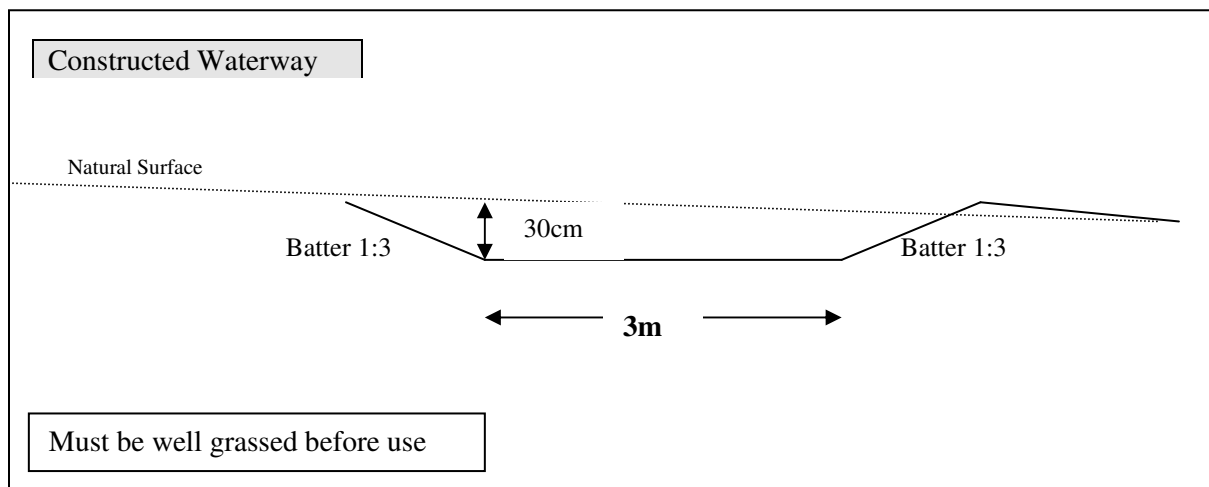 Constructed Waterway
Natural Surface
30cm
Batter 1:3
Batter 1:3
3m
Must be well grassed before use